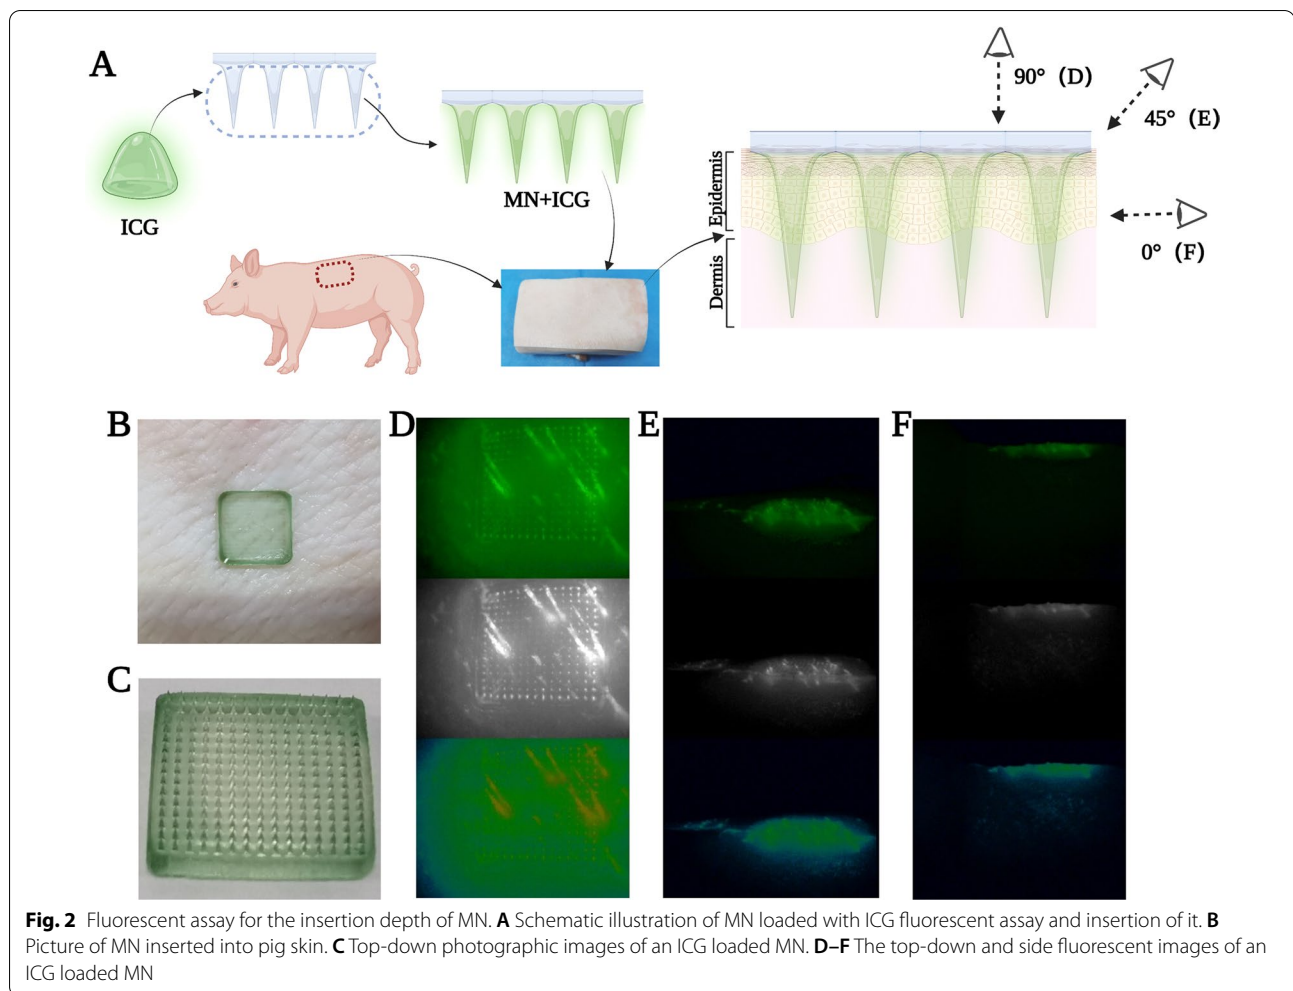 A
90° (D)
45° (E)
0° (F)
ICG
MN+ICG
Epidermis
Dermis
B
C
D
E
F
Fig. 2 Fluorescent assay for the insertion depth of MN. A Schematic illustration of MN loaded with ICG fluorescent assay and insertion of it. B
Picture of MN inserted into pig skin. C Top-down photographic images of an ICG loaded MN. D–F The top-down and side fluorescent images of an
ICG loaded MN